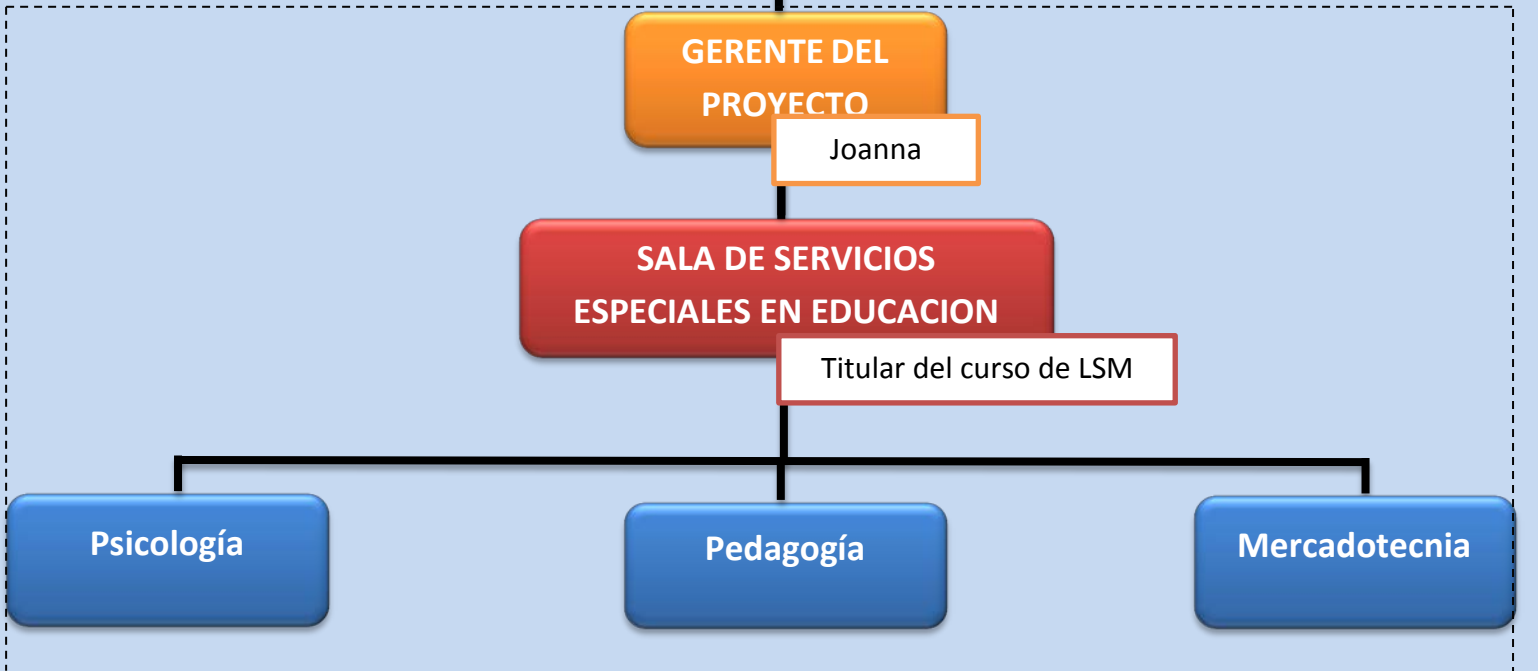 GERENTE DEL
PROYECTO
Joanna
SALA DE SERVICIOS
ESPECIALES EN EDUCACION
Titular del curso de LSM
Psicología
Pedagogía
Mercadotecnia